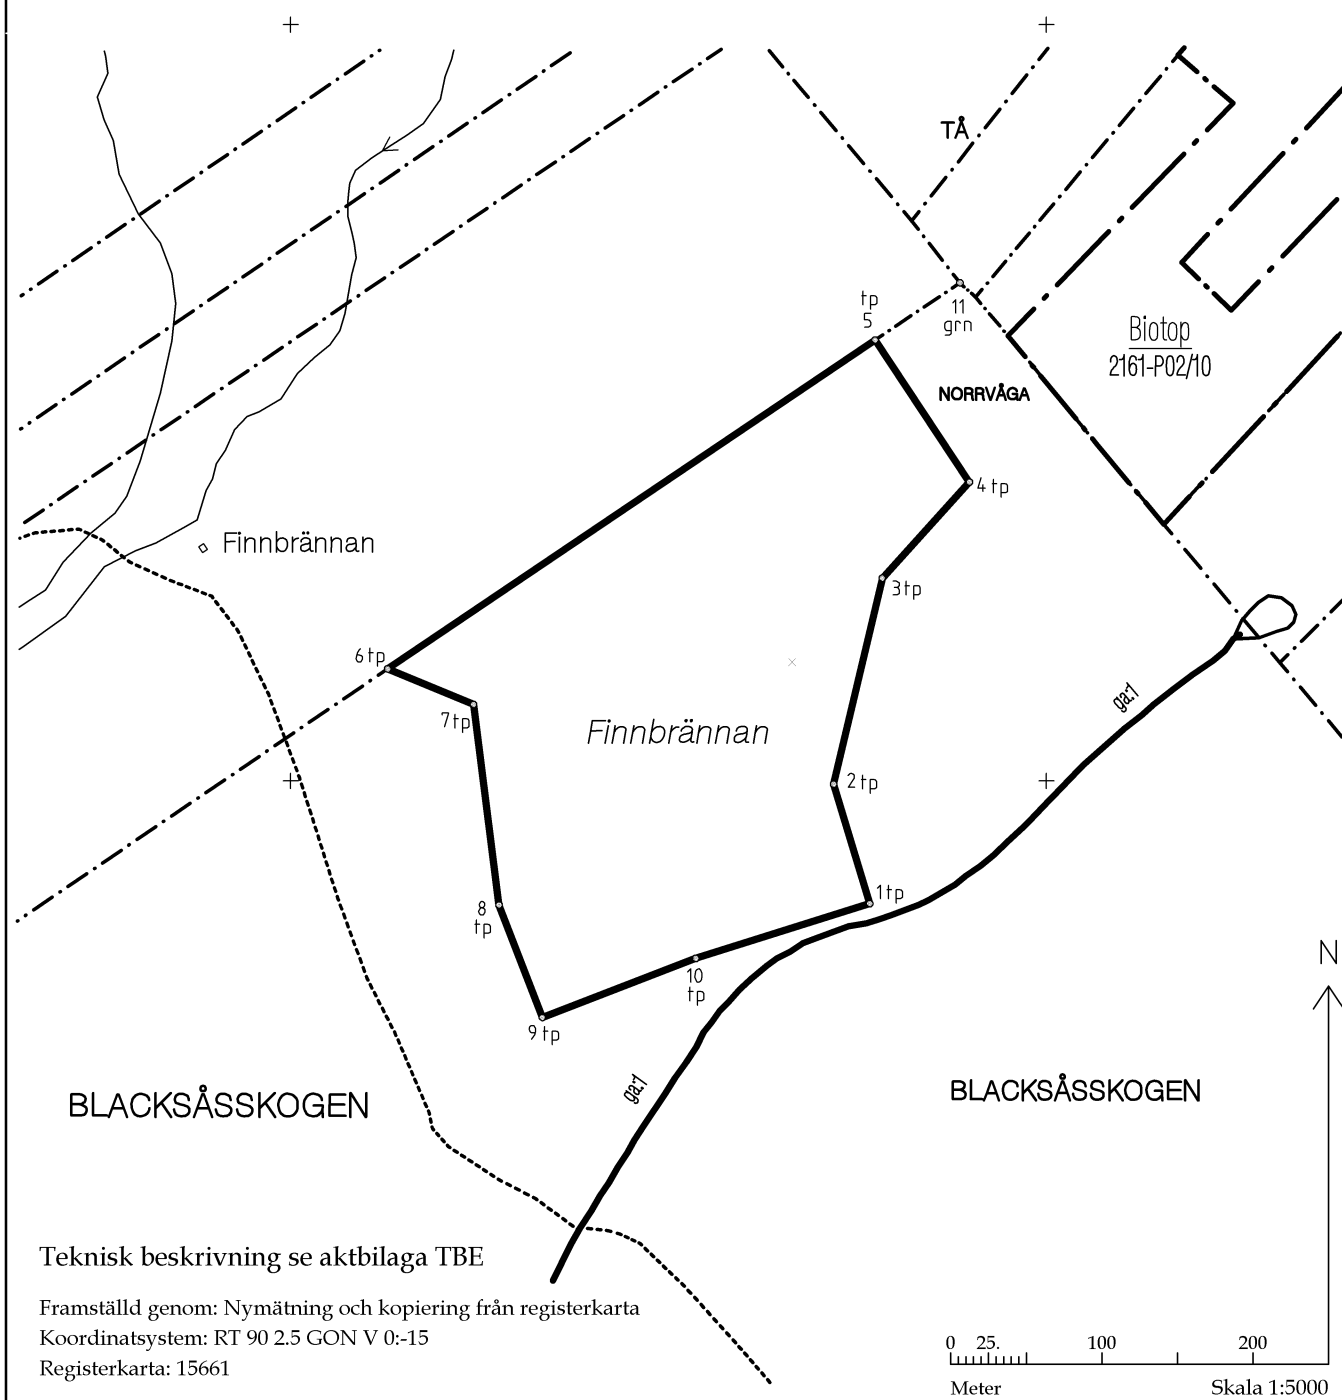 TÅ
tp
5
11
grn
Biotop
2161-P02/10
NORRVÅGA
4 tp
Finnbrännan
3 tp
6 tp
ga:1
7 tp
Finnbrännan
2 tp
1 tp
8
tp
N
10
tp
9 tp
ga:1
BLACKSÅSSKOGEN
BLACKSÅSSKOGEN
Teknisk beskrivning se aktbilaga TBE
Framställd genom: Nymätning och kopiering från registerkarta
Koordinatsystem: RT 90 2.5 GON V 0:-15
Registerkarta: 15661
0 25. 100 200
Meter Skala 1:5000